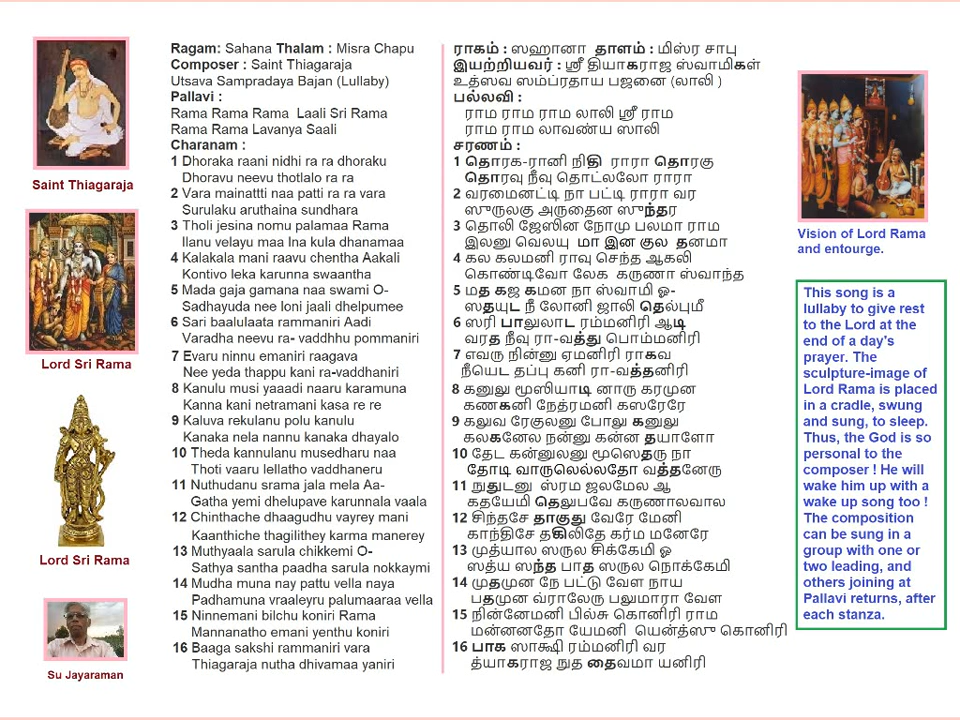 Saint Thiagaraja
Lord Sri Rama
Lord Sri Rama
Su Jayaraman
Ragam: Sahana Thalam : Misra Chapu
Composer : Saint Thiagaraja
Utsava Sampradaya Bajan (Lullaby)
Pallavi :
Rama Rama Rama Laali Sri Rama
Rama Rama Lavanya Saali
Charanam :
1 Dhoraka raani nidhi ra ra dhoraku
Dhoravu neevu thotlalo ra ra
2 Vara mainattti naa patti ra ra vara
Surulaku aruthaina sundhara
3 Tholi jesina nomu palamaa Rama
Ilanu velayu maa Ina kula dhanamaa
4 Kalakala mani raavu chentha Aakali
Kontivo leka karunna swaantha
5 Mada gaja gamana naa swami O-
Sadhayuda nee loni jaali dhelpumee
6 Sari baalulaata rammaniri Aadi
Varadha neevu ra- vaddhhu pommaniri
7 Evaru ninnu emaniri raagava
Nee yeda thappu kani ra-vaddhaniri
8 Kanulu musi yaaadi naaru karamuna
Kanna kani netramani kasa re re
9 Kaluva rekulanu polu kanulu
Kanaka nela nannu kanaka dhayalo
10 Theda kannulanu musedharu naa
Thoti vaaru lellatho vaddhaneru
11 Nuthudanu srama jala mela Aa-
Gatha yemi dhelupave karunnala vaala
12 Chinthache dhaagudhu vayrey mani
Kaanthiche thagilithey karma manerey
13 Muthyaala sarula chikkemi O-
Sathya santha paadha sarula nokkaymi
14 Mudha muna nay pattu vella naya
Padhamuna vraaleyru palumaaraa vella
15 Ninnemani bilchu koniri Rama
Mannanatho emani yenthu koniri
16 Baaga sakshi rammaniri vara
Thiagaraja nutha dhivamaa yaniri
ராகம் : ஸஹானா தாளம் : மிஸ்ர சாபு
இயற்றியவர் : ஸ்ரீ தியாகராஜ ஸ்வாமிகள்
உத்ஸவ ஸம்ப்ரதாய பஜனை (லாலி )
பல்லவி :
ராம ராம ராம லாலி ஸ்ரீ ராம
ராம ராம லாவண்ய ஸாலி
சரணம் :
1 தொரக-ரானி நிதி ராரா தொரகு
தொரவு நீவு தொட்லலோ ராரா
2 வரமைனட்டி நா பட்டி ராரா வர
ஸுருலகு அருதைன ஸுந்தர
3 தொலி ஜேஸின நோமு பலமா ராம
இலனு வெலயு மா இன குல தனமா
4 கல கலமனி ராவு செந்த ஆகலி
கொண்டிவோ லேக கருணா ஸ்வாந்த
5 மத கஜ கமன நா ஸ்வாமி ஓ-
ஸதயுட நீ லோனி ஜாலி தெல்புமீ
6 ஸரி பாலுலாட ரம்மனிரி ஆடி
வரத நீவு ரா-வத்து பொம்மனிரி
7 எவரு நின்னு ஏமனிரி ராகவ
நீயெட தப்பு கனி ரா-வத்தனிரி
8 கனுலு மூஸியாடி னாரு கரமுன
கணகனி நேத்ரமனி கஸரேரே
9 கலுவ ரேகுலனு போலு கனுலு
கலகனேல நன்னு கன்ன தயாளோ
10 தேட கன்னுலனு மூஸெதரு நா
தோடி வாருலெல்லதோ வத்தனேரு
11 நுதுடனு ஸ்ரம ஜலமேல ஆ
கதயேமி தெலுபவே கருணாலவால
12 சிந்தசே தாகுது வேரே மேனி
காந்திசே தகிலிதே கர்ம மனேரே
13 முத்யால ஸருல சிக்கேமி ஓ
ஸத்ய ஸந்த பாத ஸருல நொக்கேமி
14 முதமுன நே பட்டு வேள நாய
பதமுன வ்ராலேரு பலுமாரா வேள
15 நின்னேமனி பில்சு கொனிரி ராம
மன்னனதோ யேமனி யென்த்ஸு கொனிரி
16 பாக ஸாக்ஷி ரம்மனிரி வர
த்யாகராஜ நுத தைவமா யனிரி
Vision of Lord Rama
and entourge.
This song is a
lullaby to give rest
to the Lord at the
end of a day's
prayer. The
sculpture-image of
Lord Rama is placed
in a cradle, swung
and sung, to sleep.
Thus, the God is so
personal to the
composer ! He will
wake him up with a
wake up song too !
The composition
can be sung in a
group with one or
two leading, and
others joining at
Pallavi returns, after
each stanza.